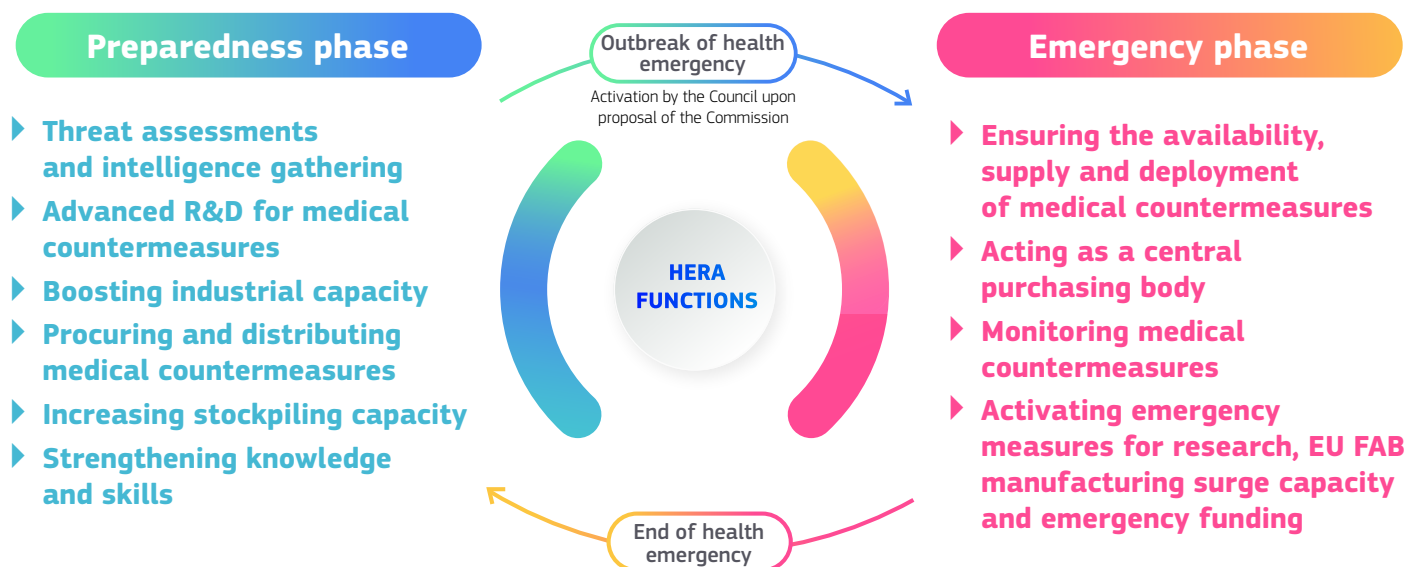 Preparedness phase
Threat assessments
and intelligence gathering
Advanced R&D for medical
countermeasures
Boosting industrial capacity
Procuring and distributing
medical countermeasures
Increasing stockpiling capacity
Strengthening knowledge
and skills
Outbreak of health
emergency
Activation by the Council upon
proposal of the Commission
HERA
FUNCTIONS
End of health
emergency
Emergency phase
Ensuring the availability,
supply and deployment
of medical countermeasures
Acting as a central
purchasing body
Monitoring medical
countermeasures
Activating emergency
measures for research, EU FAB
manufacturing surge capacity
and emergency funding